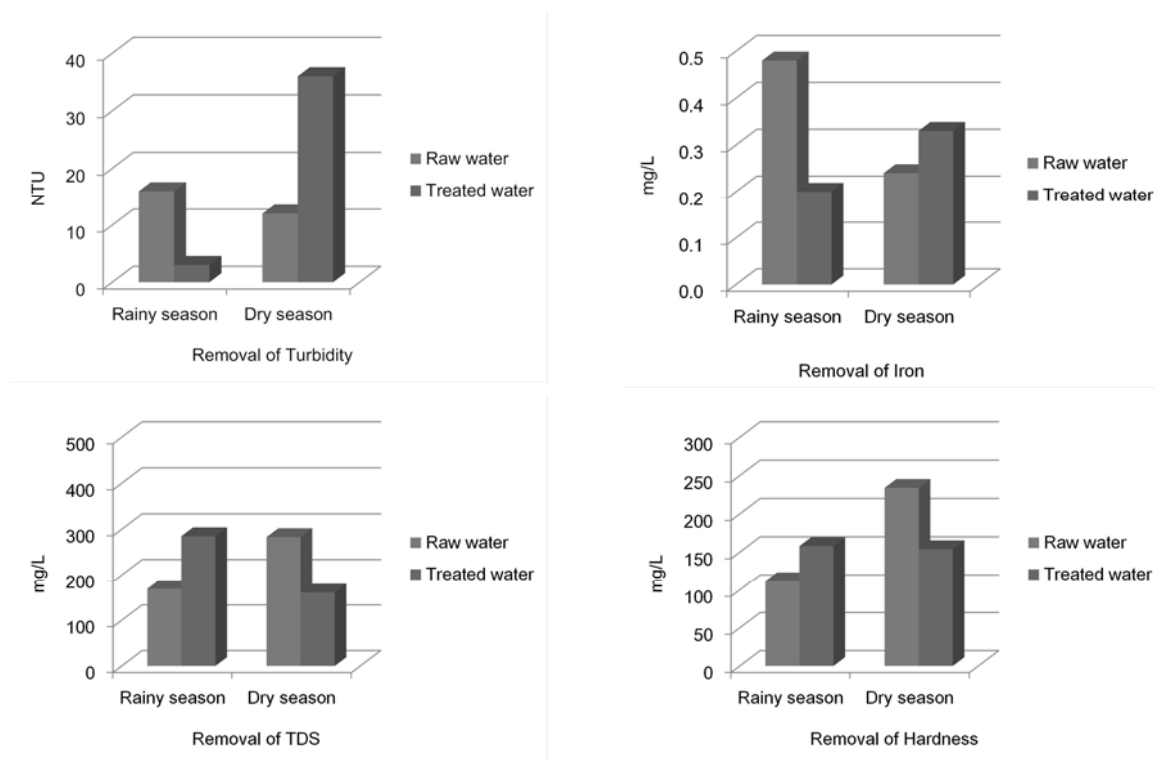 40
30
20
10
0
NTU
Rainy season Dry season
Raw water
Treated water
Removal of Turbidity
0.5
0.4
0.3
0.2
0.1
0.0
mg/L
Rainy season Dry season
Raw water
Treated water
Removal of Iron
500
400
300
200
100
0
mg/L
Rainy season Dry season
Raw water
Treated water
Removal of TDS
300
250
200
150
100
50
0
mg/L
Rainy season Dry season
Raw water
Treated water
Removal of Hardness